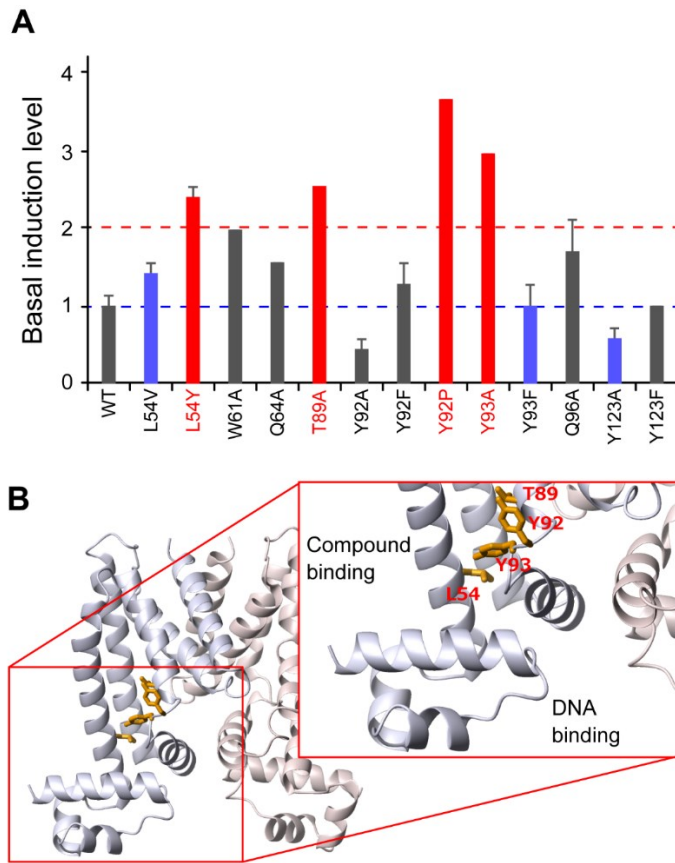 A
Basal induction level
4
3
2
1
0
WT
L54V
L54Y
W61A
Q64A
T89A
Y92A
Y92F
Y92P
Y93A
Y93F
Q96A
Y123A
Y123F
B
T89
Y92
Compound
binding
Y93
L54
DNA
binding